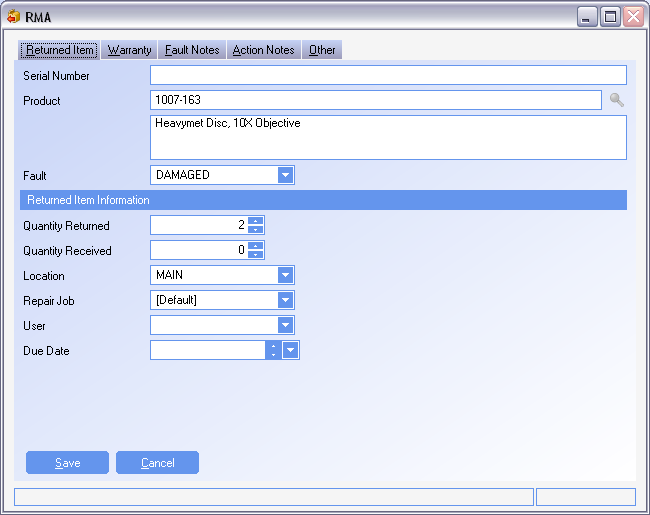 RMA
Returned Item Warranty Fault Notes Action Notes Other
Serial Number
Product 1007-163
Heavymet Disc, 10X Objective
Fault DAMAGED
Returned Item Information
Quantity Returned 2
Quantity Received 0
Location MAIN
Repair Job [Default]
User
Due Date
Save Cancel